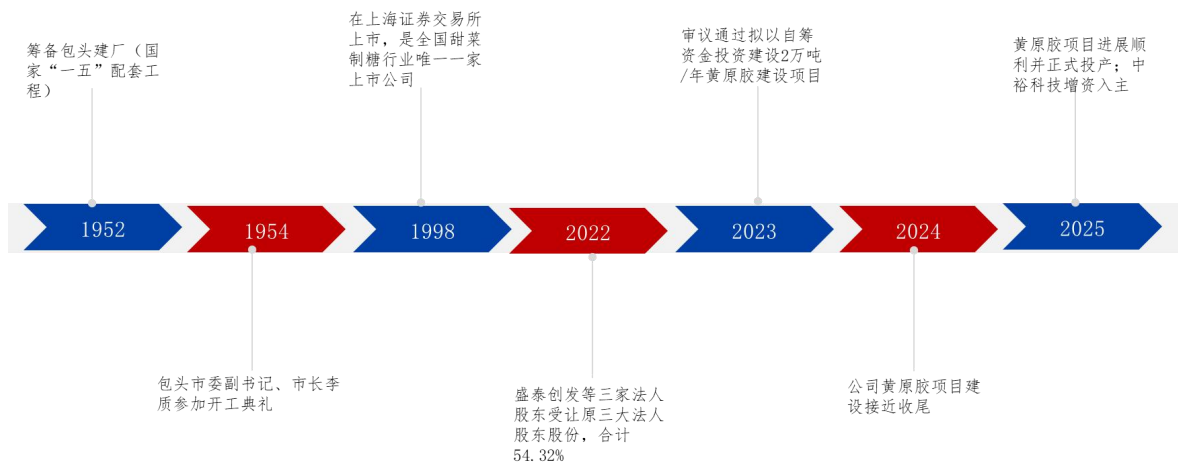 筹备包头建厂（国
家“一五”配套工
程）
在上海证券交易所
上市，是全国甜菜
制糖行业唯一一家
上市公司
审议通过拟以自筹
资金投资建设2万吨
/年黄原胶建设项目
黄原胶项目进展顺
利并正式投产；中
裕科技增资入主
1952
1954
1998
2022
2023
2024
2025
包头市委副书记、市长李
质参加开工典礼
盛泰创发等三家法人
股东受让原三大法人
股东股份，合计
54.32%
公司黄原胶项目建
设接近收尾